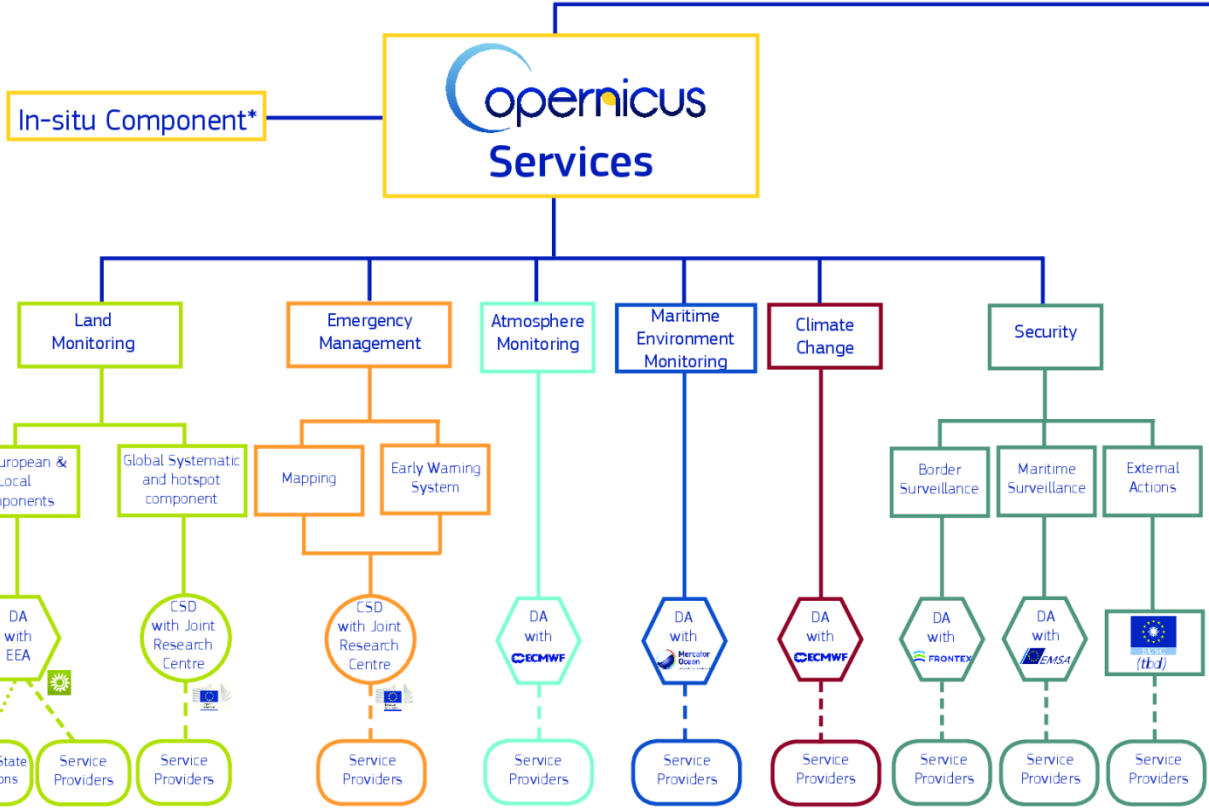 Copernicus
Services
In-situ Component*
Land
Monitoring
Emergency
Management
Atmosphere
Monitoring
Maritime
Environment
Monitoring
Climate
Change
Security
uropean &
Local
ponents
Global Systematic
and hotspot
component
Mapping
Early Warning
System
Border
Surveillance
Maritime
Surveillance
External
Actions
DA
with
EEA
CSD
with Joint
Research
Centre
CSD
with Joint
Research
Centre
DA
with
ECMWF
DA
with
Mercator
Ocean
DA
with
ECMWF
DA
with
FRONTEX
DA
with
EMSA
(tbd)
State
ons
Service
Providers
Service
Providers
Service
Providers
Service
Providers
Service
Providers
Service
Providers
Service
Providers
Service
Providers
Service
Providers